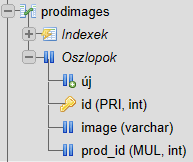 prodimages
Indexek
Oszlopok
új
id (PRI, int)
image (varchar)
prod_id (MUL, int)